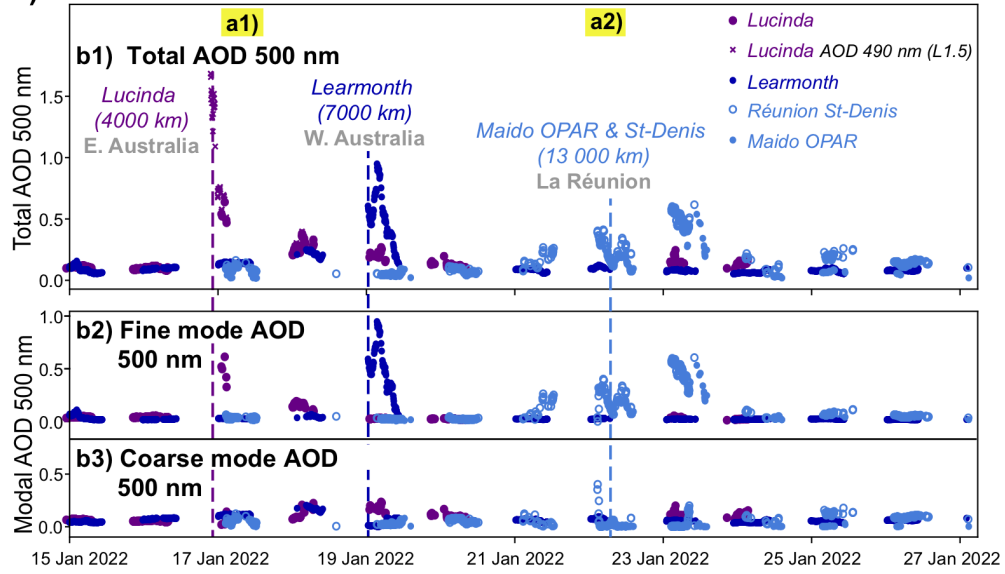 a1)
a2)
b1) Total AOD 500 nm
Lucinda
(4000 km)
E. Australia
Learmonth
(7000 km)
W. Australia
Maido OPAR & St-Denis
(13 000 km)
La Réunion
Lucinda
Lucinda AOD 490 nm (L1.5)
Learmonth
Réunion St-Denis
Maido OPAR
Total AOD 500 nm
1.5
1.0
0.5
0.0
b2) Fine mode AOD
500 nm
1.0
0.5
0.0
Modal AOD 500 nm
b3) Coarse mode AOD
500 nm
0.5
0.0
15 Jan 2022
17 Jan 2022
19 Jan 2022
21 Jan 2022
23 Jan 2022
25 Jan 2022
27 Jan 2022